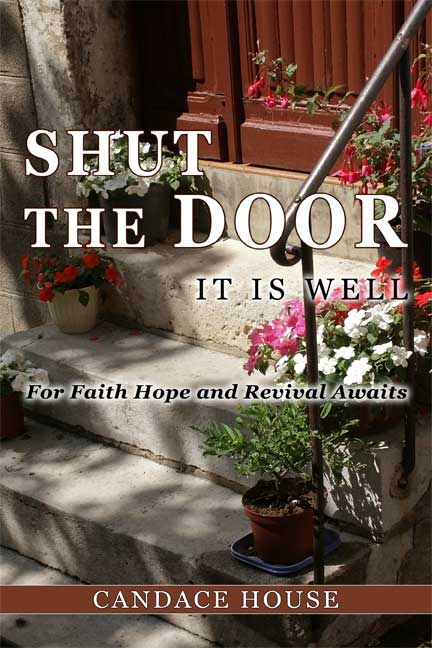 SHUT
THE DOOR
IT IS WELL
For Faith Hope and Revival Awaits
CANDACE HOUSE